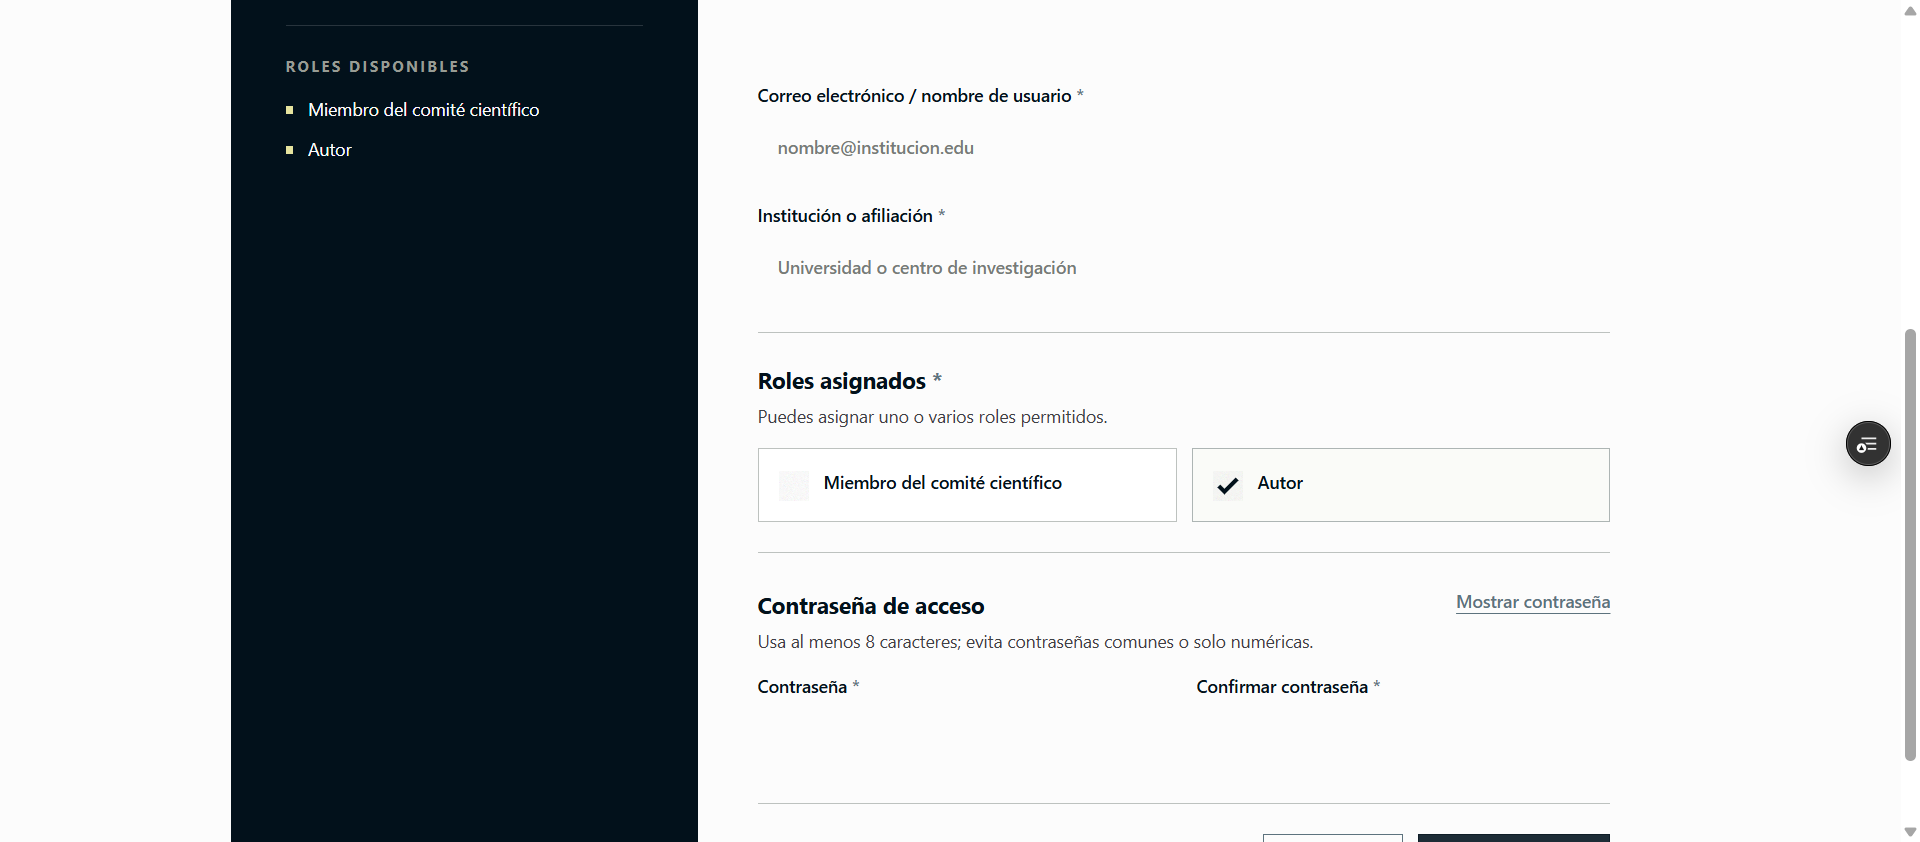 ROLES DISPONIBLES
Miembro del comité científico
Autor
Correo electrónico / nombre de usuario *
nombre@institucion.edu
Institución o afiliación *
Universidad o centro de investigación
Roles asignados *
Puedes asignar uno o varios roles permitidos.
Miembro del comité científico
Autor
Contraseña de acceso
Mostrar contraseña
Usa al menos 8 caracteres; evita contraseñas comunes o solo numéricas.
Contraseña *
Confirmar contraseña *